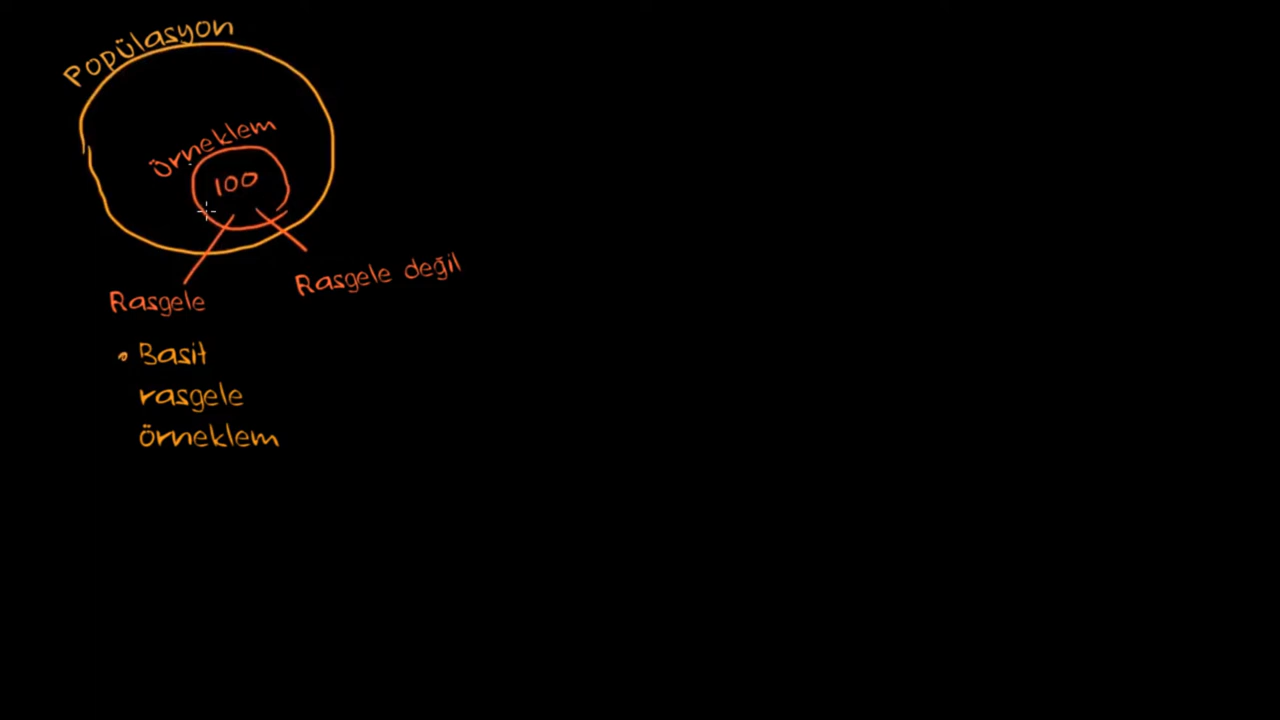 Popülasyon
örneklem
100
Rasgele
Rasgele değil
• Basit
rasgele
örneklem